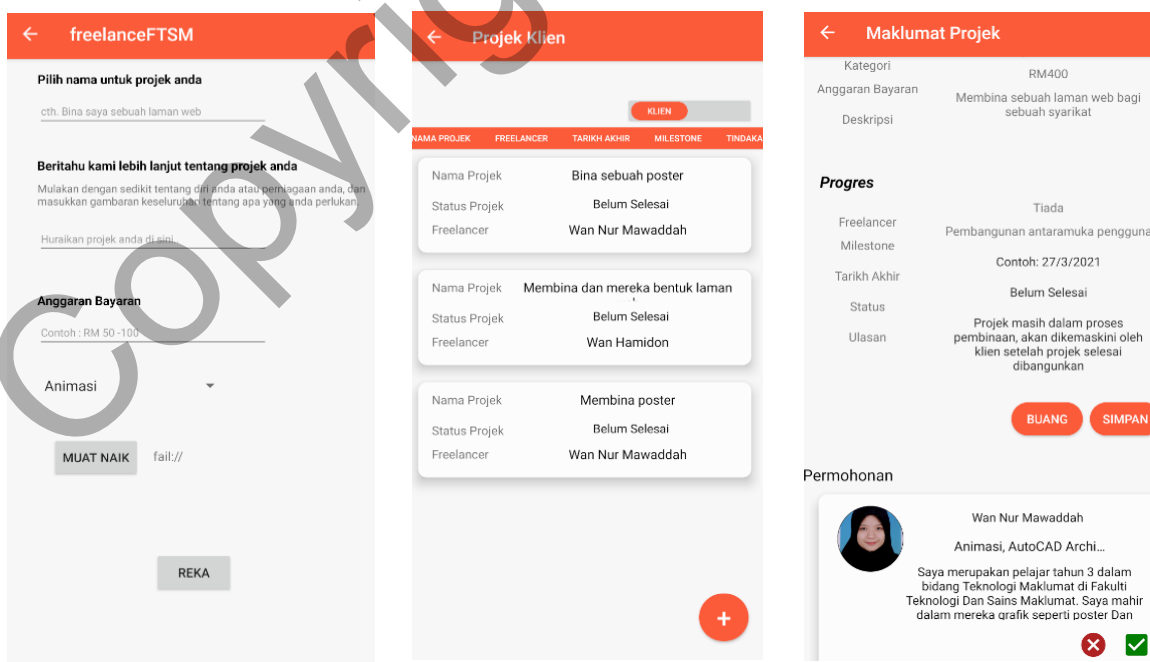 freelanceFTSM
Pilih nama untuk projek anda
cth. Bina saya sebuah laman web
Beritahu kami lebih lanjut tentang projek anda
Mulakan dengan sedikit tentang diri anda atau perniagaan anda, dan
masukkan gambaran keseluruhan tentang apa yang anda perlukan.
Huraikan projek anda di sini.
Anggaran Bayaran
Contoh : RM 50 -100
Animasi
MUAT NAIK fail://
REKA
Projek Klien
KLIEN
NAMA PROJEK FREELANCER TARIKH AKHIR MILESTONE TINDAKA
Nama Projek Bina sebuah poster
Status Projek Belum Selesai
Freelancer Wan Nur Mawaddah
Nama Projek Membina dan mereka bentuk laman
Status Projek Belum Selesai
Freelancer Wan Hamidon
Nama Projek Membina poster
Status Projek Belum Selesai
Freelancer Wan Nur Mawaddah
+
Maklumat Projek
Kategori
Anggaran Bayaran RM400
Deskripsi Membina sebuah laman web bagi
sebuah syarikat
Progres
Freelancer Tiada
Milestone Pembangunan antaramuka pengguna
Tarikh Akhir Contoh: 27/3/2021
Status Belum Selesai
Ulasan Projek masih dalam proses
pembinaan, akan dikemaskini oleh
klien setelah projek selesai
dibangunkan
BUANG SIMPAN
Permohonan
Wan Nur Mawaddah
Animasi, AutoCAD Archi...
Saya merupakan pelajar tahun 3 dalam
bidang Teknologi Maklumat di Fakulti
Teknologi Dan Sains Maklumat. Saya mahir
dalam mereka grafik seperti poster Dan
Copyrig